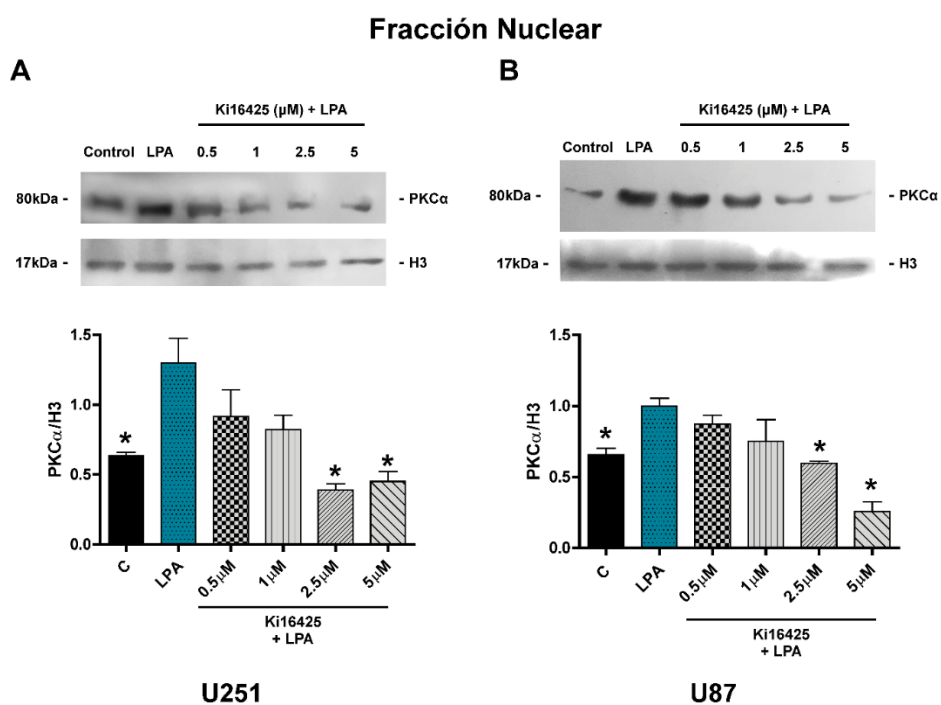 Fracción Nuclear
A
Ki16425 (µM) + LPA
Control LPA 0.5 1 2.5 5
80kDa - - PKCα
17kDa - - H3
PKCα/H3
1.5
1.0
0.5
0.0
* * *
C LPA 0.5µM 1µM 2.5µM 5µM
Ki16425
+ LPA
U251
B
Ki16425 (µM) + LPA
Control LPA 0.5 1 2.5 5
80kDa - - PKCα
17kDa - - H3
PKCα/H3
1.5
1.0
0.5
0.0
* * *
C LPA 0.5µM 1µM 2.5µM 5µM
Ki16425
+ LPA
U87